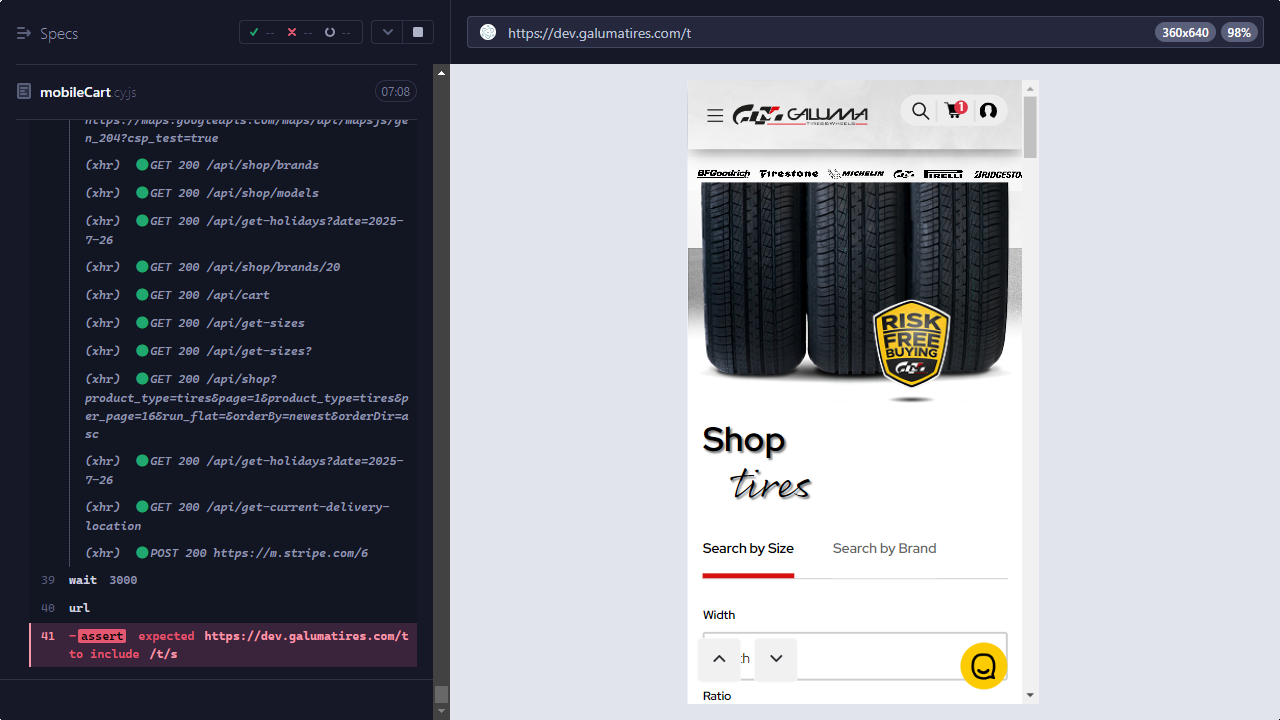 Specs
-- -- --
mobileCart.cy.js 07:08
https://maps.googleapis.com/maps/api/mapsjs/ge
n_204?csp_test=true
(xhr) GET 200 /api/shop/brands
(xhr) GET 200 /api/shop/models
(xhr) GET 200 /api/get-holidays?date=2025-
7-26
(xhr) GET 200 /api/shop/brands/20
(xhr) GET 200 /api/cart
(xhr) GET 200 /api/get-sizes
(xhr) GET 200 /api/get-sizes?
(xhr) GET 200 /api/shop?
product_type=tires&page=1&product_type=tires&p
er_page=16&run_flat=&orderBy=newest&orderDir=a
sc
(xhr) GET 200 /api/get-holidays?date=2025-
7-26
(xhr) GET 200 /api/get-current-delivery-
location
(xhr) POST 200 https://m.stripe.com/6
39 wait 3000
40 url
41 -assert expected https://dev.galumatires.com/t
to include /t/s
https://dev.galumatires.com/t 360x640 98%
GALUMA
TIRES&WHEELS
1
BFGoodrich Firestone MICHELIN PIRELLI BRIDGESTO
RISK
FREE
BUYING
Shop
tires
Search by Size Search by Brand
Width
th
Ratio